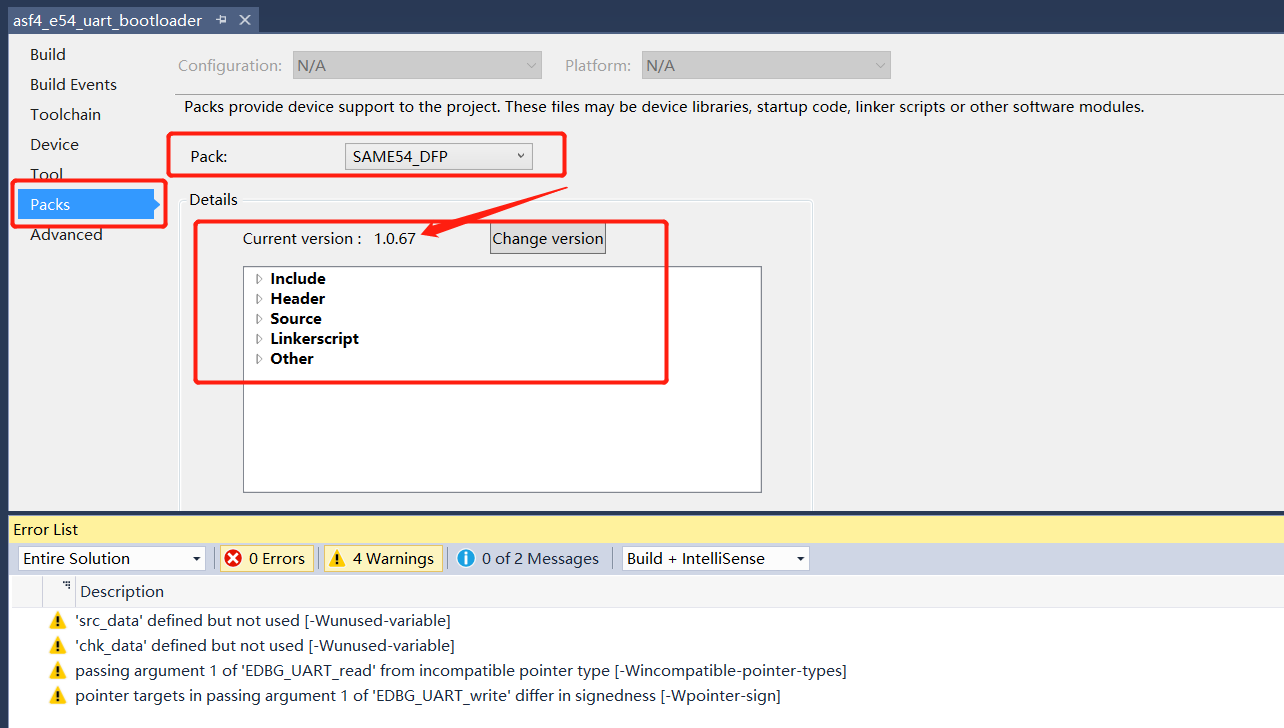 asf4_e54_uart_bootloader
Build
Build Events
Toolchain
Device
Tool
Packs
Advanced
Configuration: N/A Platform: N/A
Packs provide device support to the project. These files may be device libraries, startup code, linker scripts or other software modules.
Pack: SAME54_DFP
Details
Current version : 1.0.67 Change version
Include
Header
Source
Linkerscript
Other
Error List
Entire Solution 0 Errors 4 Warnings 0 of 2 Messages Build + IntelliSense
Description
'src_data' defined but not used [-Wunused-variable]
'chk_data' defined but not used [-Wunused-variable]
passing argument 1 of 'EDBG_UART_read' from incompatible pointer type [-Wincompatible-pointer-types]
pointer targets in passing argument 1 of 'EDBG_UART_write' differ in signedness [-Wpointer-sign]